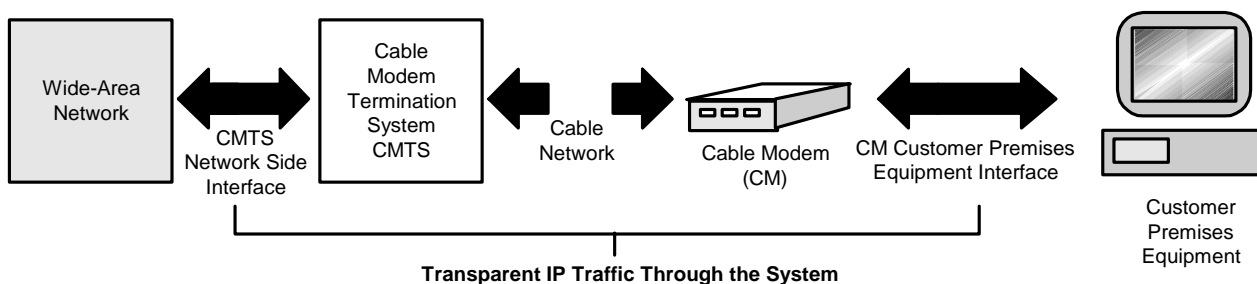 Wide-Area
Network
CMTS
Network Side
Interface
Cable
Modem
Termination
System
CMTS
Cable
Network
Cable Modem
(CM)
CM Customer Premises
Equipment Interface
Customer
Premises
Equipment
Transparent IP Traffic Through the System